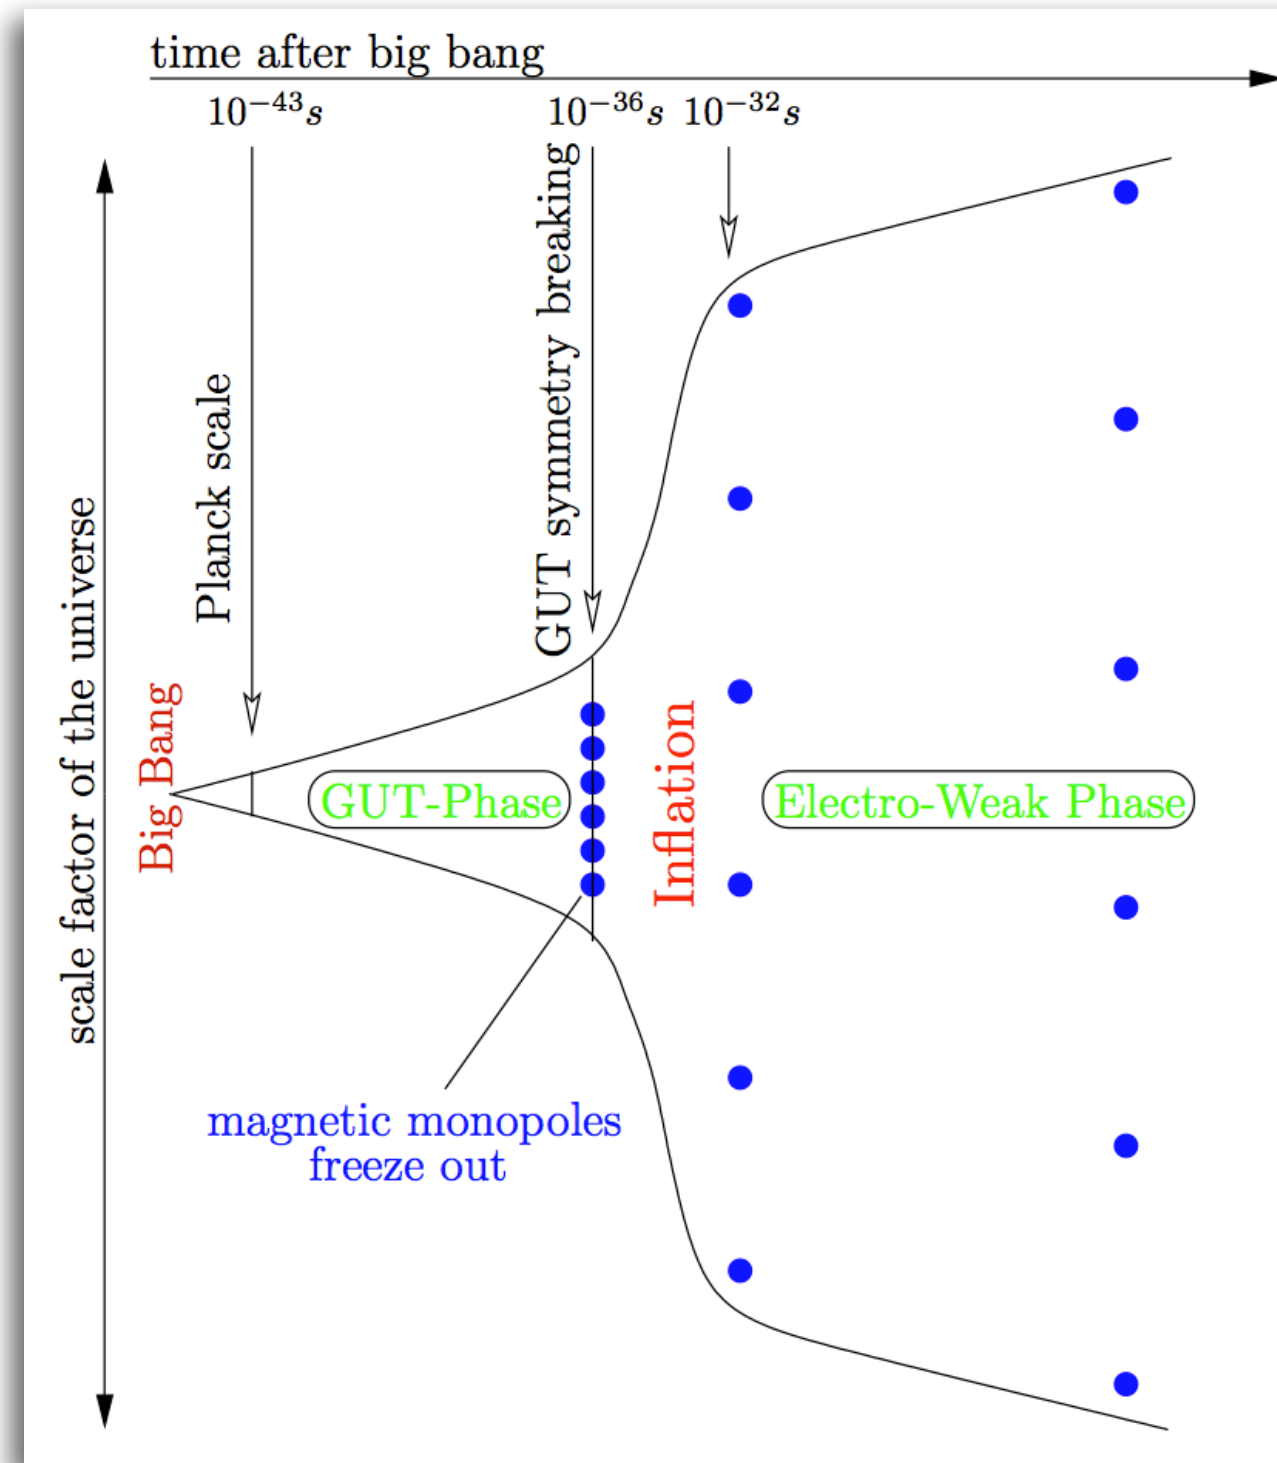 time after big bang
10⁻⁴³s 10⁻³⁶s 10⁻³²s
GUT symmetry breaking
Planck scale
scale factor of the universe
Big Bang
GUT-Phase
Inflation
Electro-Weak Phase
magnetic monopoles
freeze out